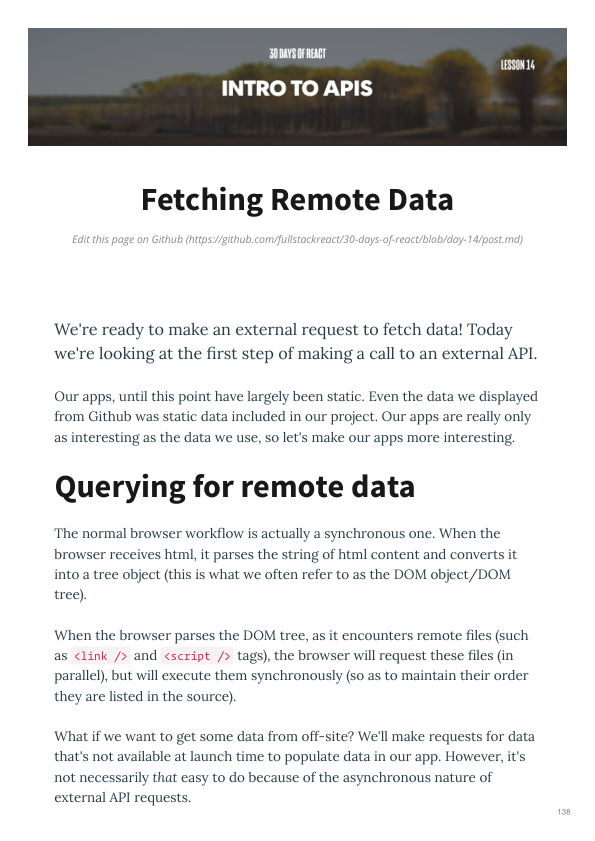 30 DAYS OF REACT
LESSON 14
INTRO TO APIS
Fetching Remote Data
Edit this page on Github (https://github.com/fullstackreact/30-days-of-react/blob/day-14/post.md)
We're ready to make an external request to fetch data! Today
we're looking at the first step of making a call to an external API.
Our apps, until this point have largely been static. Even the data we displayed
from Github was static data included in our project. Our apps are really only
as interesting as the data we use, so let's make our apps more interesting.
Querying for remote data
The normal browser workflow is actually a synchronous one. When the
browser receives html, it parses the string of html content and converts it
into a tree object (this is what we often refer to as the DOM object/DOM
tree).
When the browser parses the DOM tree, as it encounters remote files (such
as <link /> and <script /> tags), the browser will request these files (in
parallel), but will execute them synchronously (so as to maintain their order
they are listed in the source).
What if we want to get some data from off-site? We'll make requests for data
that's not available at launch time to populate data in our app. However, it's
not necessarily that easy to do because of the asynchronous nature of
external API requests.
138